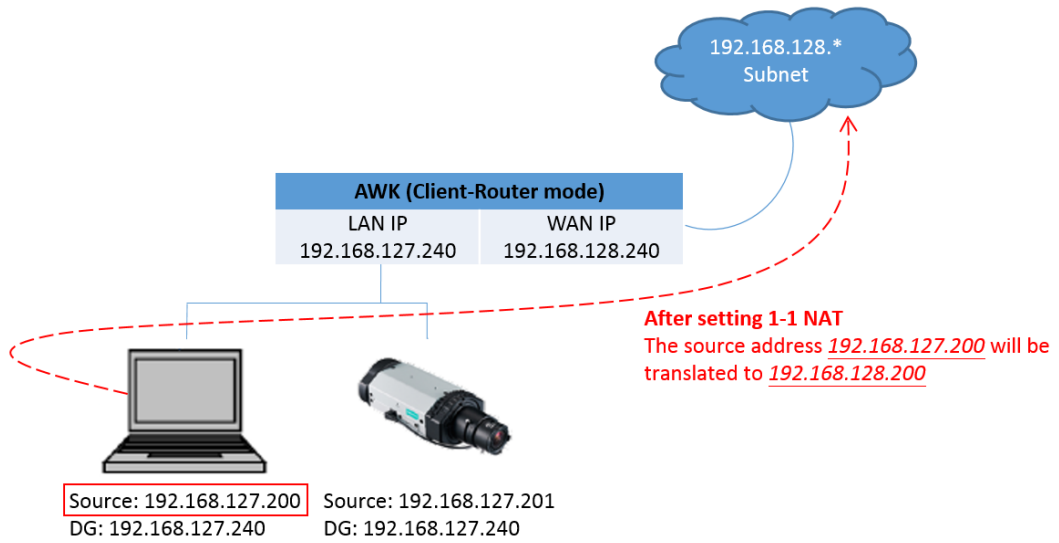 192.168.128.*
Subnet
AWK (Client-Router mode)
LAN IP
192.168.127.240
WAN IP
192.168.128.240
After setting 1-1 NAT
The source address 192.168.127.200 will be
translated to 192.168.128.200
Source: 192.168.127.200
DG: 192.168.127.240
Source: 192.168.127.201
DG: 192.168.127.240